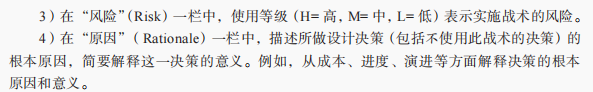 3）在“风险”（Risk）一栏中，使用等级（H= 高，M= 中，L= 低）表示实施战术的风险。
4）在“原因”（ Rationale）一栏中，描述所做设计决策（包括不使用此战术的决策）的
根本原因，简要解释这一决策的意义。例如，从成本、进度、演进等方面解释决策的根本
原因和意义。